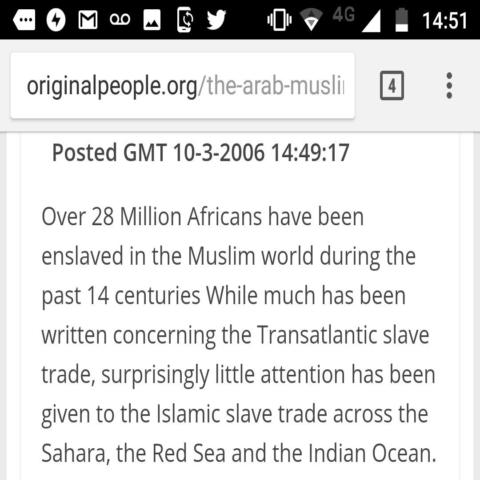 4G 14:51
originalpeople.org/the-arab-musli
4
Posted GMT 10-3-2006 14:49:17
Over 28 Million Africans have been
enslaved in the Muslim world during the
past 14 centuries While much has been
written concerning the Transatlantic slave
trade, surprisingly little attention has been
given to the Islamic slave trade across the
Sahara, the Red Sea and the Indian Ocean.